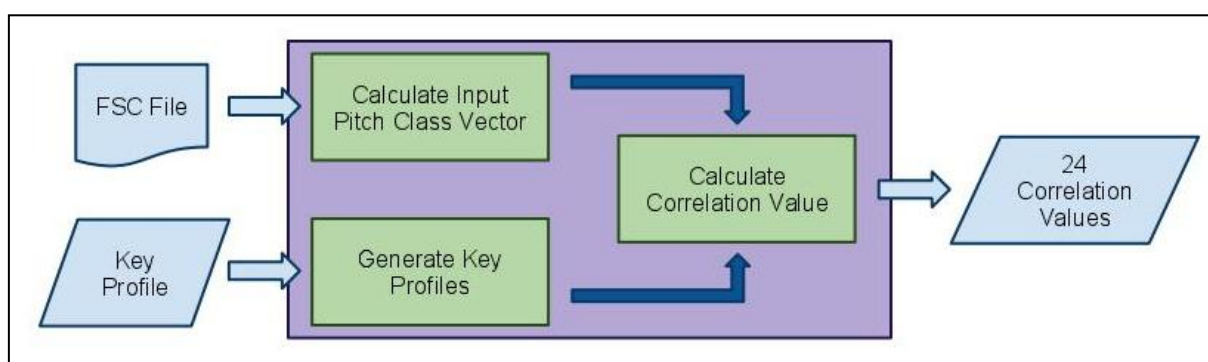 FSC File
Calculate Input
Pitch Class Vector
Calculate
Correlation Value
24
Correlation
Values
Key
Profile
Generate Key
Profiles